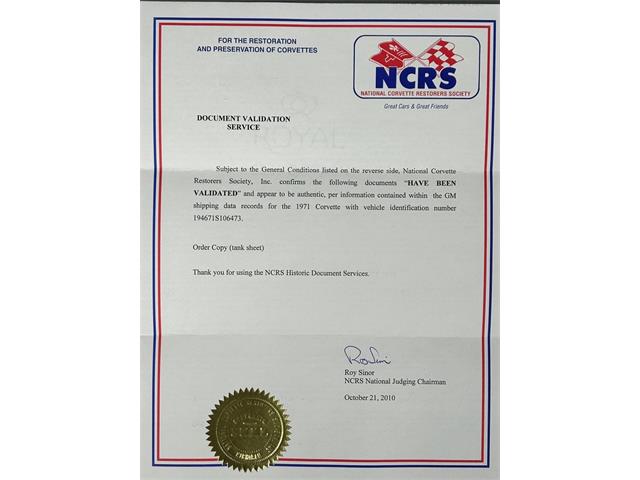 FOR THE RESTORATION
AND PRESERVATION OF CORVETTES
NCRS
NATIONAL CORVETTE RESTORERS SOCIETY
Great Cars & Great Friends
DOCUMENT VALIDATION
SERVICE
ROYAL
Subject to the General Conditions listed on the reverse side, National Corvette
Restorers Society, Inc. confirms the following documents “HAVE BEEN
VALIDATED” and appear to be authentic, per information contained within the GM
shipping data records for the 1971 Corvette with vehicle identification number
194671S106473.
Order Copy (tank sheet)
Thank you for using the NCRS Historic Document Services.
Roy Sinor
NCRS National Judging Chairman
October 21, 2010